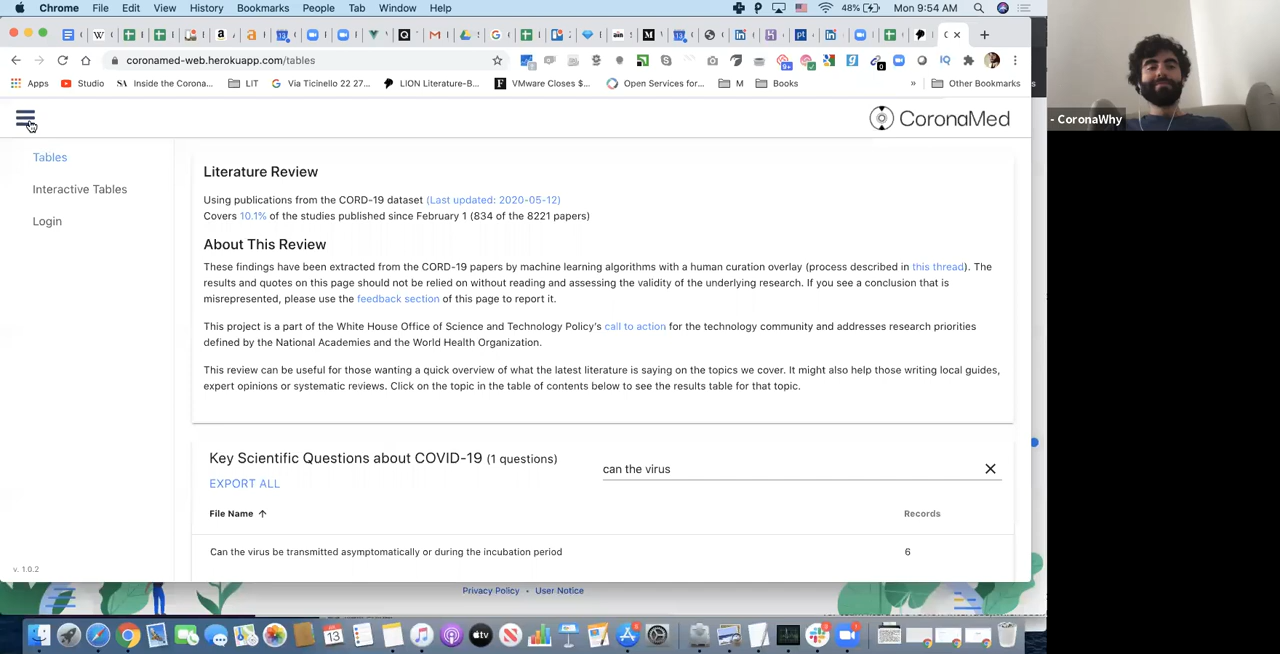 Chrome File Edit View History Bookmarks People Tab Window Help 48% Mon 9:54 AM
coronamed-web.herokuapp.com/tables
Apps Studio Inside the Corona... LIT Via Ticinello 22 27... LION Literature-B... VMware Closes $... Open Services for... M Books » Other Bookmarks
CoronaMed
- CoronaWhy
Tables
Interactive Tables
Login
Literature Review
Using publications from the CORD-19 dataset (Last updated: 2020-05-12)
Covers 10.1% of the studies published since February 1 (834 of the 8221 papers)
About This Review
These findings have been extracted from the CORD-19 papers by machine learning algorithms with a human curation overlay (process described in this thread). The
results and quotes on this page should not be relied on without reading and assessing the validity of the underlying research. If you see a conclusion that is
misrepresented, please use the feedback section of this page to report it.
This project is a part of the White House Office of Science and Technology Policy's call to action for the technology community and addresses research priorities
defined by the National Academies and the World Health Organization.
This review can be useful for those wanting a quick overview of what the latest literature is saying on the topics we cover. It might also help those writing local guides,
expert opinions or systematic reviews. Click on the topic in the table of contents below to see the results table for that topic.
Key Scientific Questions about COVID-19 (1 questions)
can the virus
EXPORT ALL
File Name Records
Can the virus be transmitted asymptomatically or during the incubation period 6
v. 1.0.2
Privacy Policy • User Notice